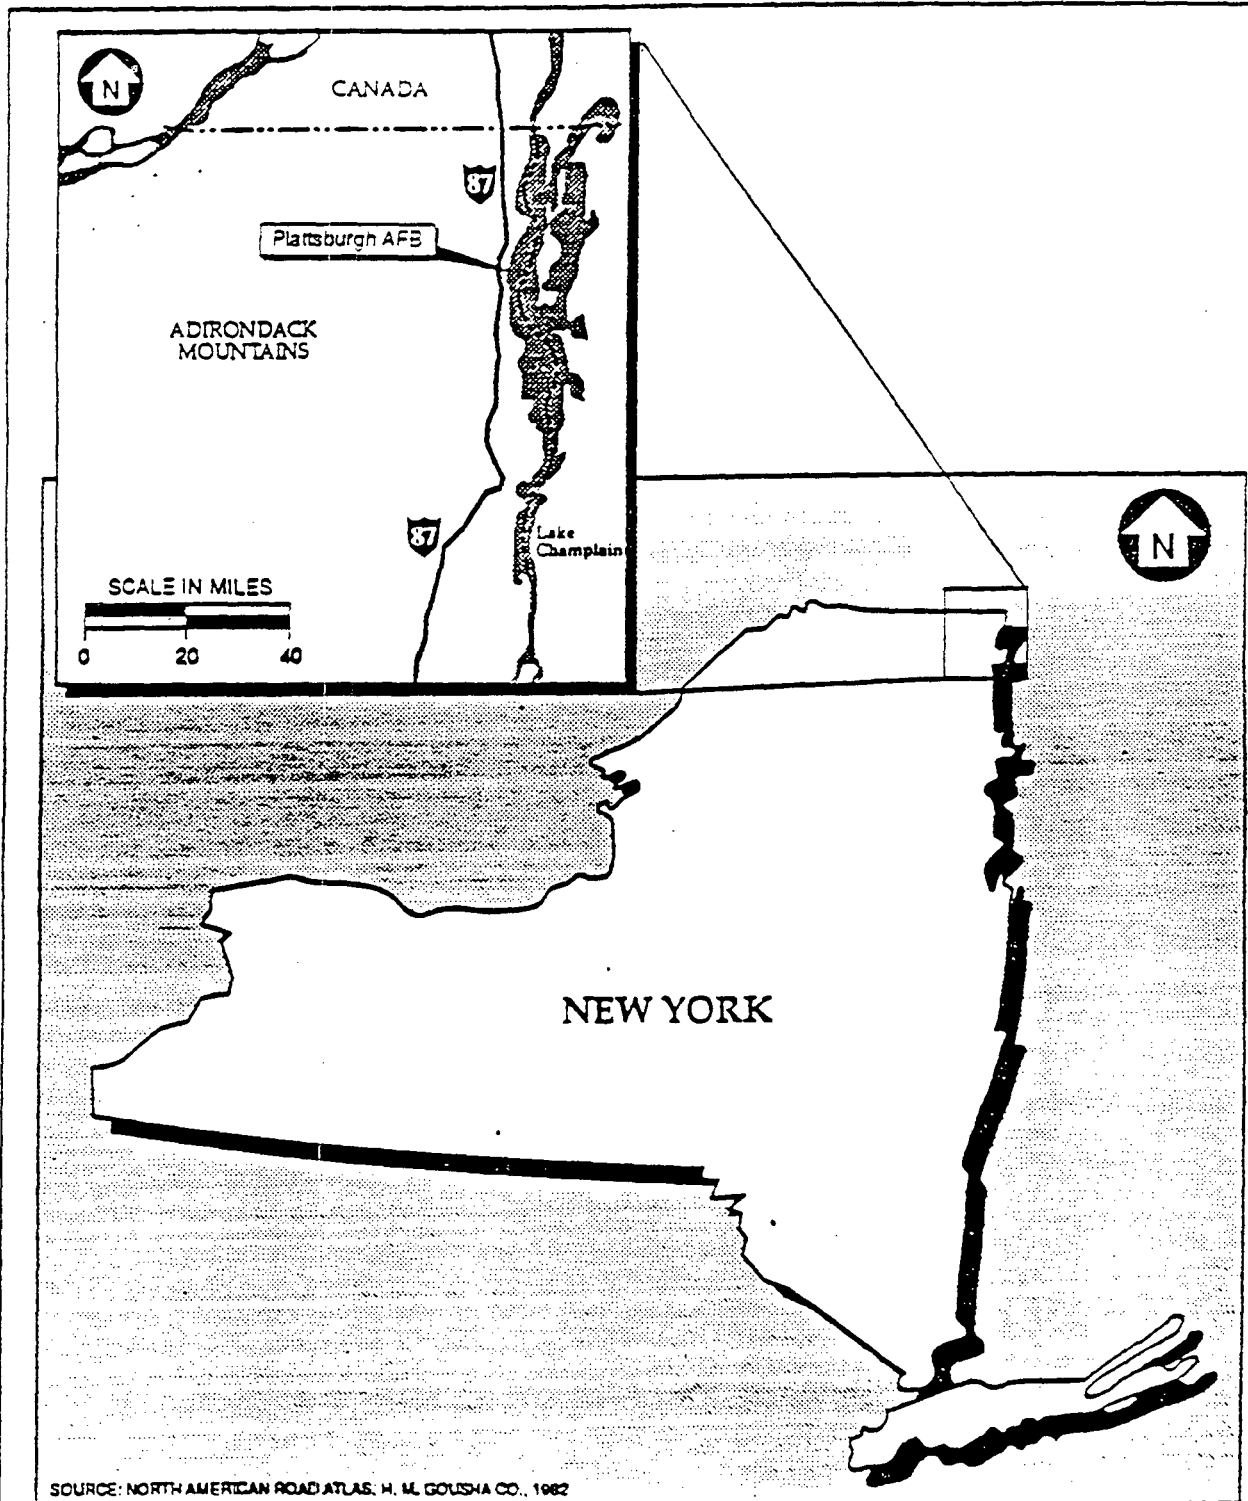 N
CANADA
87
Plattsburgh AFB
ADIRONDACK
MOUNTAINS
87
Lake
Champlain
SCALE IN MILES
0 20 40
N
NEW YORK
SOURCE: NORTH AMERICAN ROAD ATLAS; H. M. GOUSHA CO., 1982